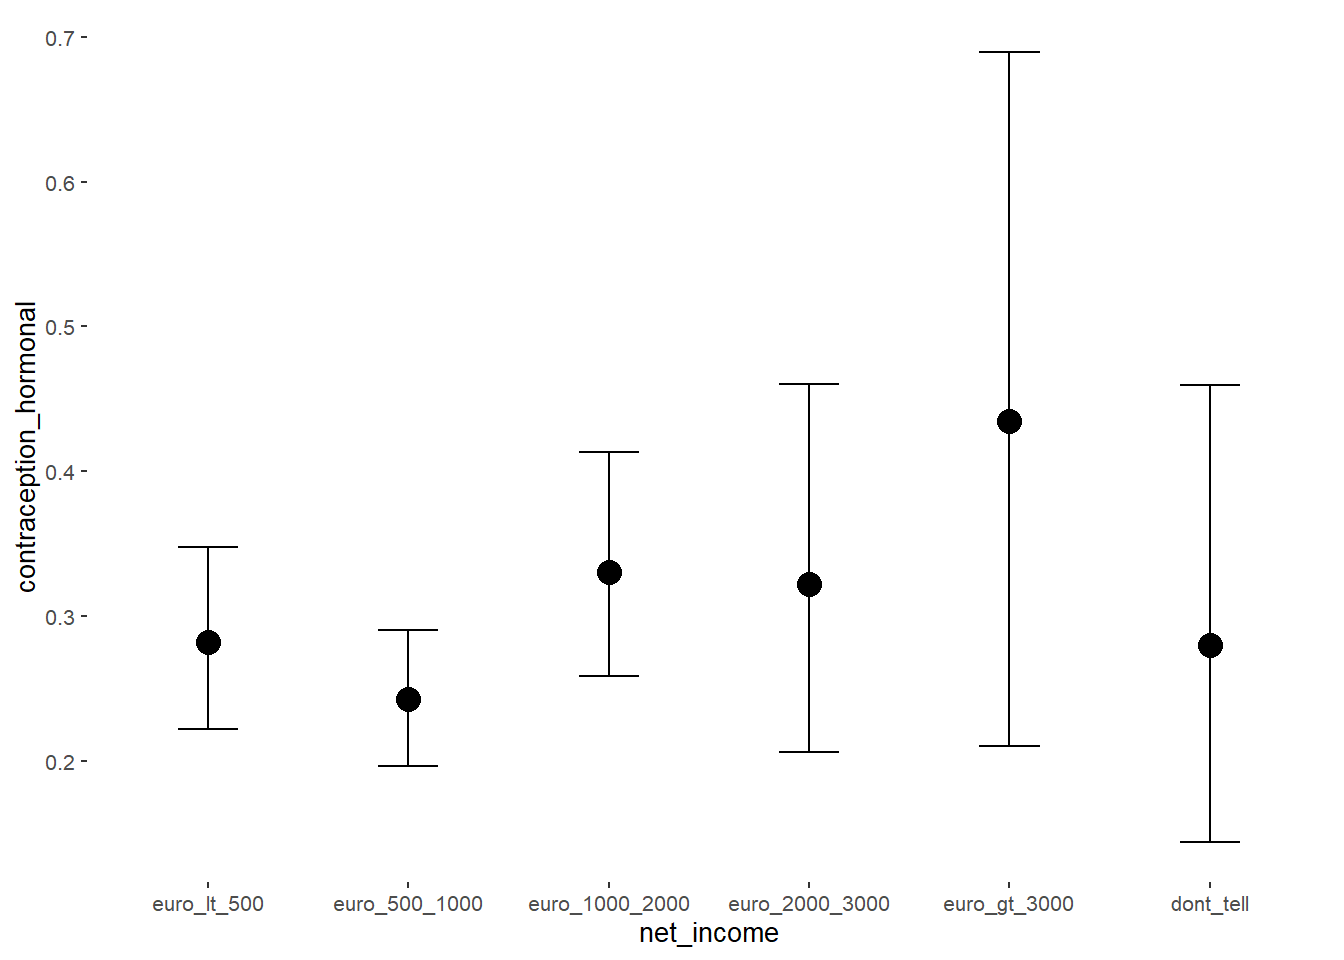 0.7
0.6
0.5
0.4
0.3
0.2
contraception_hormonal
euro_lt_500 euro_500_1000 euro_1000_2000 euro_2000_3000 euro_gt_3000 dont_tell
net_income